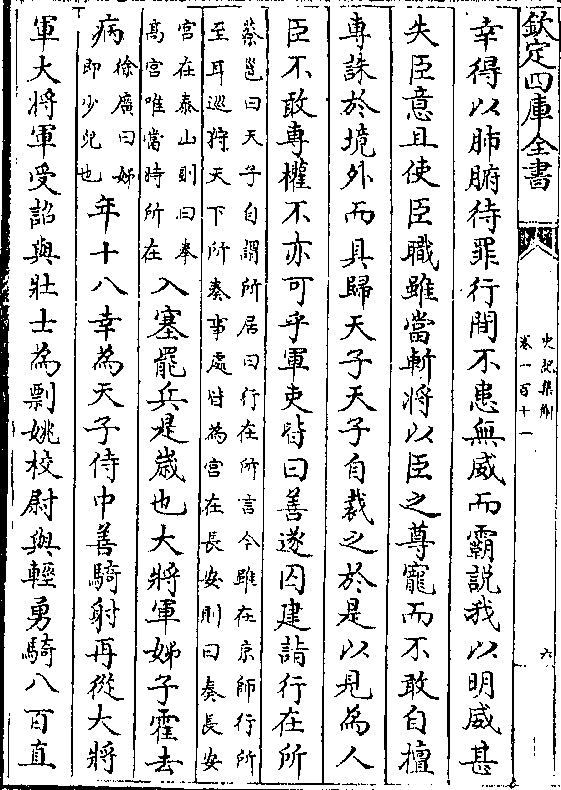 欽定四庫全書
史記集解
卷一百十一
六
幸得以肺腑待罪行間不患無威而霸說我以明威甚
失臣意且使臣職雖當斬將以臣之尊寵而不敢自擅
專誅於境外而具歸天子天子自裁之於是以見為人
臣不敢專權不亦可乎軍吏皆曰善遂囚建詣行在所
蔡邕曰天子自謂所居曰行在所言今雖在京師行所
至耳巡狩天下所奏事處皆為宮在長安則曰奏長安
宮在泰山則曰奉
高宮唯當時所在
入塞罷兵是歲也大將軍姊子霍去
病
徐廣曰姊
即少兒也
年十八幸為天子侍中善騎射再從大將
軍大將軍受詔與壯士為剽姚校尉與輕勇騎八百直